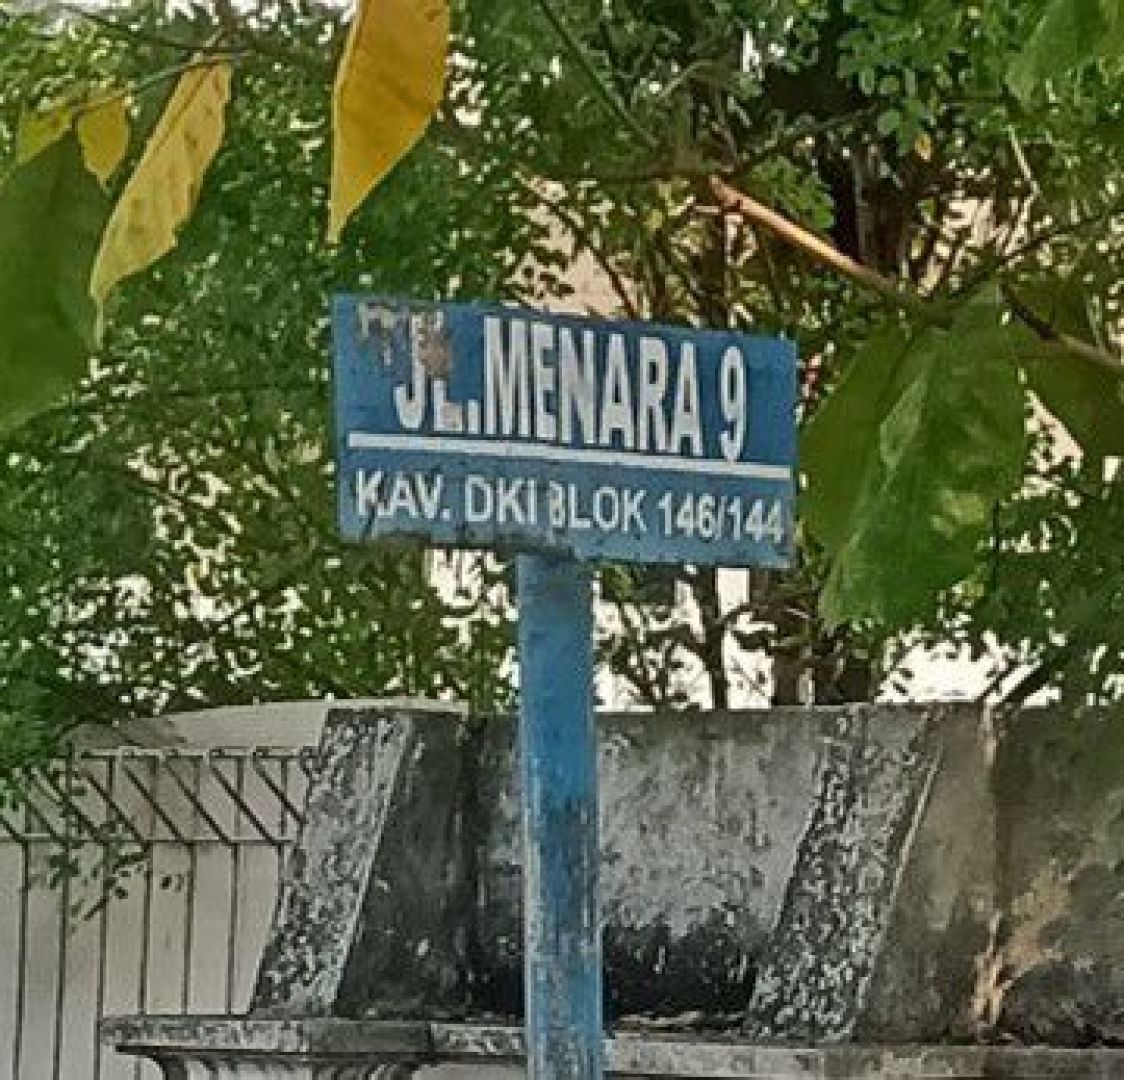 JL.MENARA 9
KAV. DKI BLOK 146/144